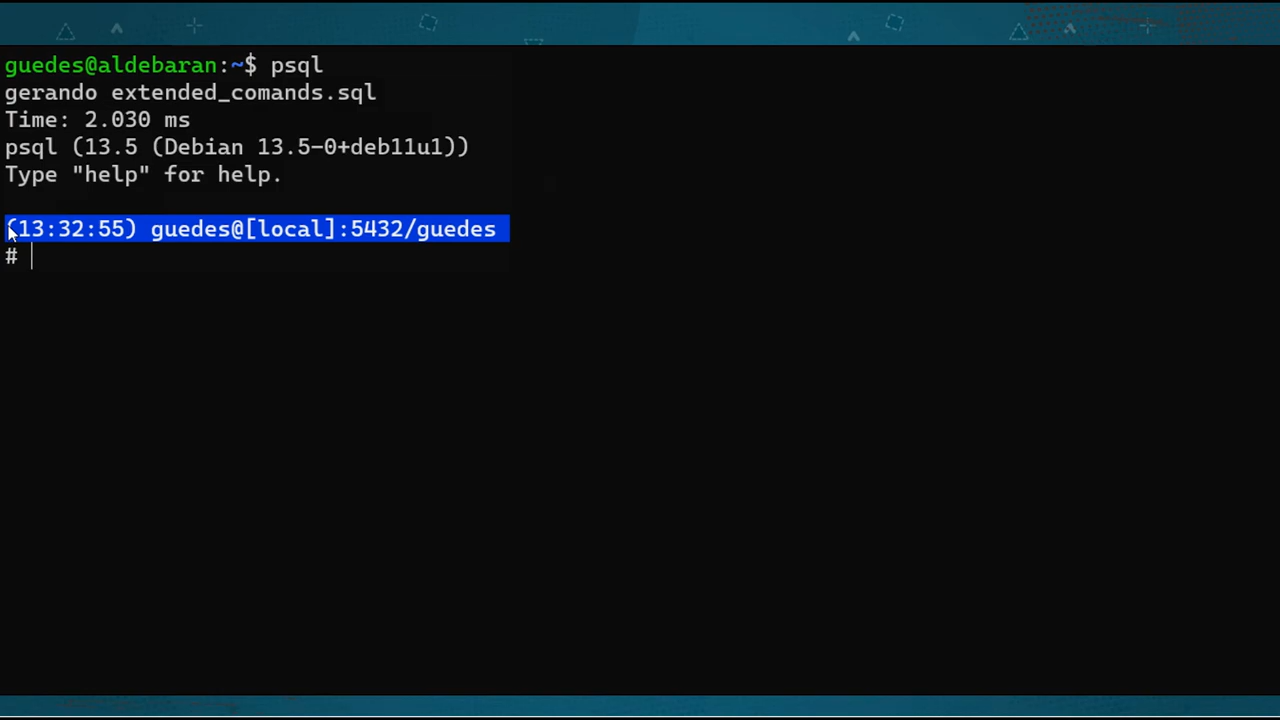 guedes@aldebaran:~$ psql
gerando extended_comands.sql
Time: 2.030 ms
psql (13.5 (Debian 13.5-0+deb11u1))
Type "help" for help.
(13:32:55) guedes@[local]:5432/guedes
#